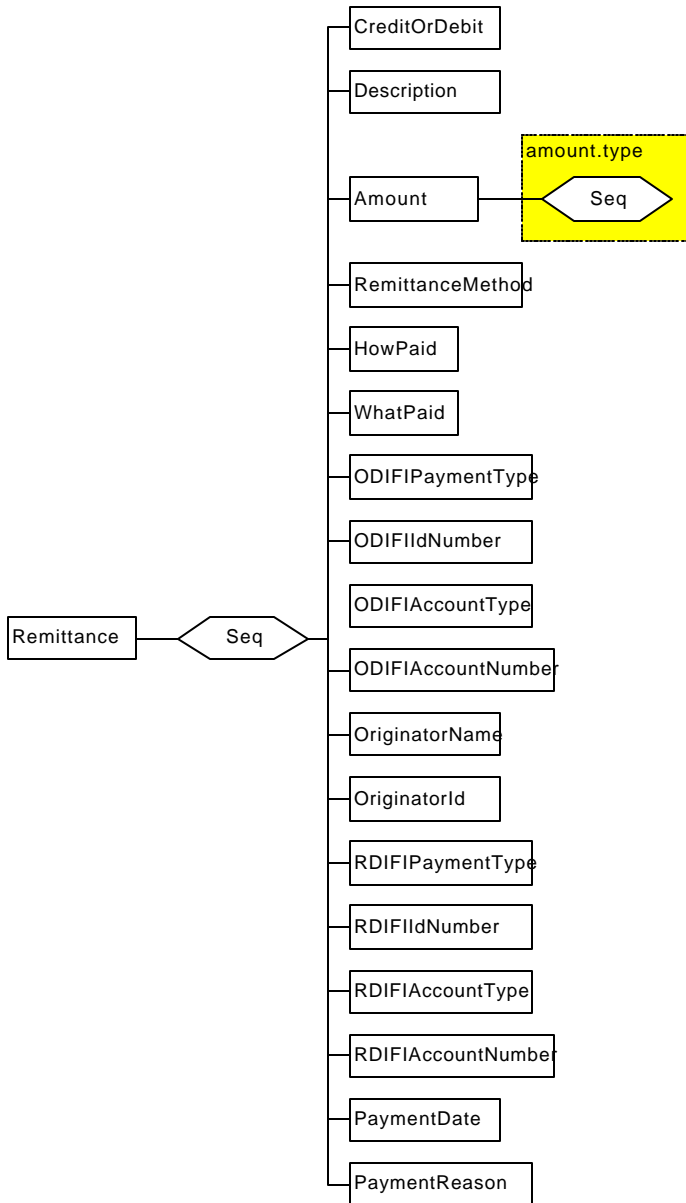 CreditOrDebit
Description
amount.type
Amount
Seq
RemittanceMethod
HowPaid
WhatPaid
ODIFIPaymentType
ODIFIIdNumber
ODIFIAccountType
Remittance
Seq
ODIFIAccountNumber
OriginatorName
OriginatorId
RDIFIPaymentType
RDIFIIdNumber
RDIFIAccountType
RDIFIAccountNumber
PaymentDate
PaymentReason